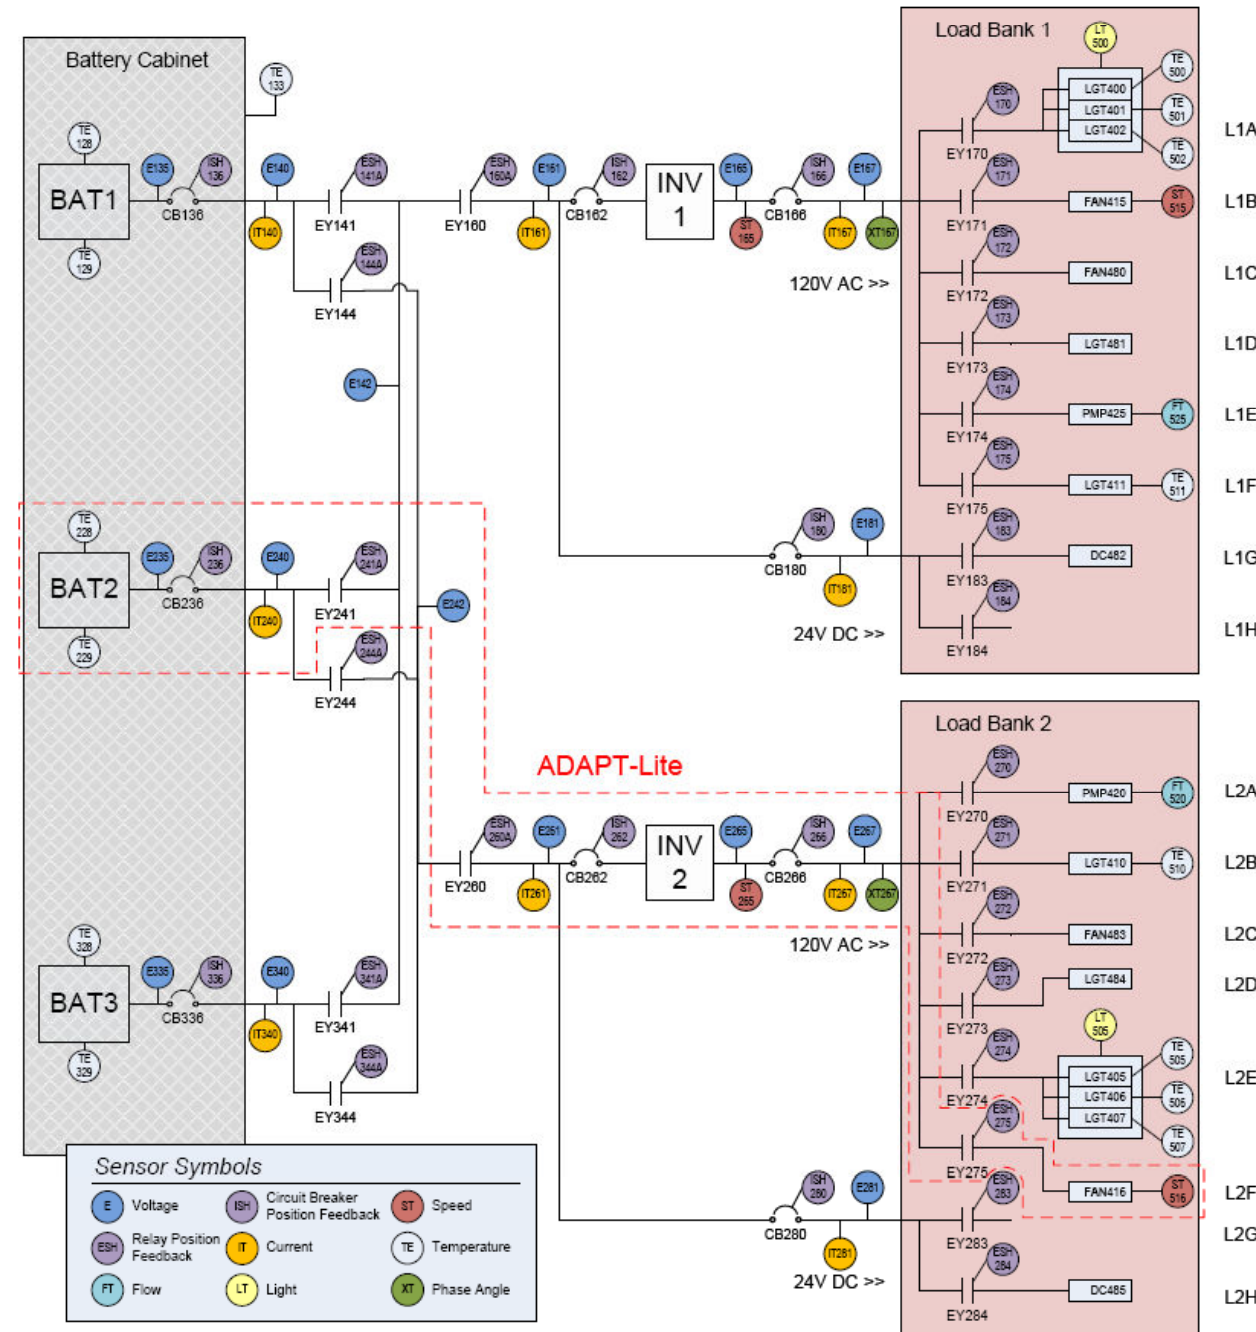 Battery Cabinet
TE 133
TE 128
BAT1
TE 129
E135
ISH 136
CB136
E140
IT140
ESH 141A
EY141
ESH 144A
EY144
E142
ESH 160A
EY160
E161
IT161
ISH 162
CB162
INV 1
E165
ST 165
ISH 166
CB166
E167
IT167
XT167
120V AC >>
ISH 180
CB180
E181
IT181
24V DC >>
Load Bank 1
LT 500
TE 500
TE 501
TE 502
LGT400
LGT401
LGT402
ESH 170
EY170
L1A
ESH 171
EY171
FAN415
ST 515
L1B
ESH 172
EY172
FAN480
L1C
ESH 173
EY173
LGT481
L1D
ESH 174
EY174
PMP425
FT 525
L1E
ESH 175
EY175
LGT411
TE 511
L1F
ESH 183
EY183
DC482
L1G
ESH 184
EY184
L1H
TE 228
BAT2
TE 229
E235
ISH 236
CB236
E240
IT240
ESH 241A
EY241
ESH 244A
EY244
E242
ADAPT-Lite
ESH 260A
EY260
E261
IT261
ISH 262
CB262
INV 2
E265
ST 265
ISH 266
CB266
E267
IT267
XT267
120V AC >>
TE 328
BAT3
TE 329
E335
ISH 336
CB336
E340
IT340
ESH 341A
EY341
ESH 344A
EY344
ISH 280
CB280
E281
IT281
24V DC >>
Load Bank 2
ESH 270
EY270
PMP420
FT 520
L2A
ESH 271
EY271
LGT410
TE 510
L2B
ESH 272
EY272
FAN483
L2C
ESH 273
EY273
LGT484
L2D
LT 505
ESH 274
EY274
LGT405
LGT406
LGT407
TE 505
TE 506
TE 507
L2E
ESH 275
EY275
FAN416
ST 516
L2F
ESH 283
EY283
L2G
ESH 284
EY284
DC485
L2H
Sensor Symbols
E Voltage
ISH Circuit Breaker Position Feedback
ST Speed
ESH Relay Position Feedback
IT Current
TE Temperature
FT Flow
LT Light
XT Phase Angle